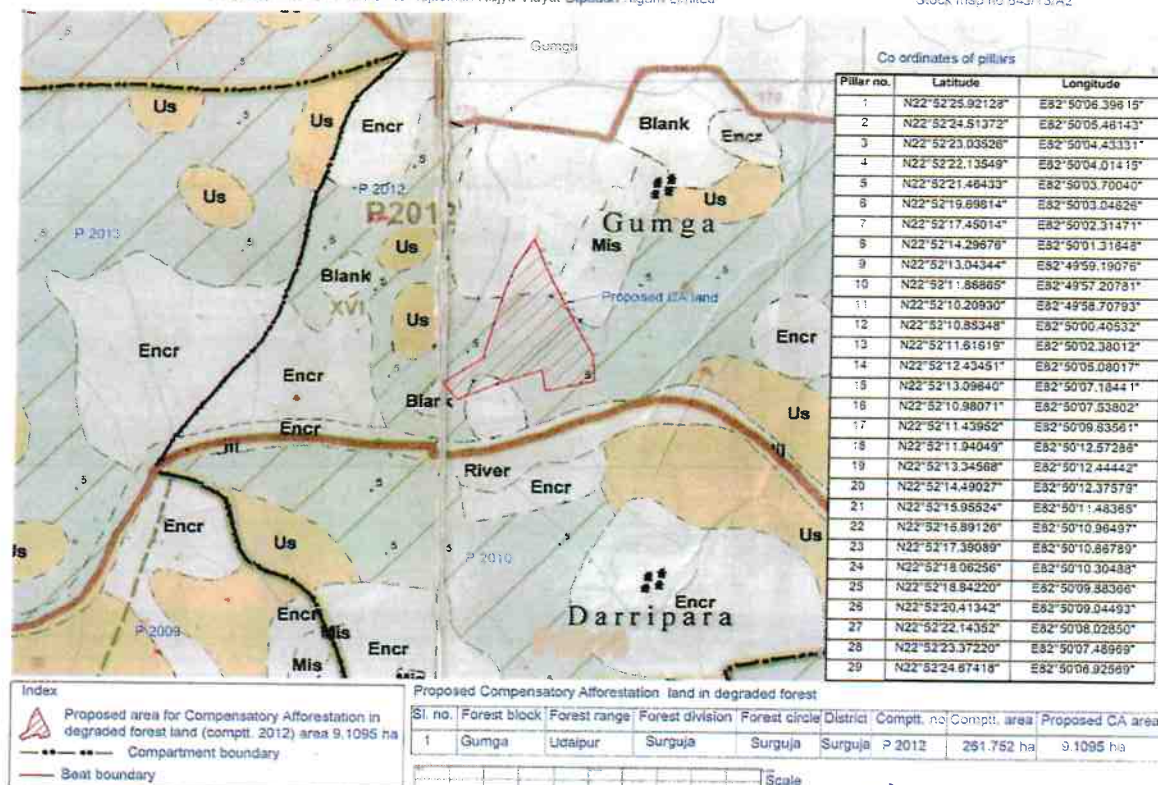 Limited
Stock map no
Gumga
Co ordinates of pillars
Pillar no. Latitude Longitude
1 N22°52'25.92128" E82°50'06.39615"
2 N22°52'24.51372" E82°50'05.46143"
3 N22°52'23.03526" E82°50'04.43331"
4 N22°52'22.13549" E82°50'04.01415"
5 N22°52'21.46433" E82°50'03.70040"
6 N22°52'19.69814" E82°50'03.04626"
7 N22°52'17.45014" E82°50'02.31471"
8 N22°52'14.29676" E82°50'01.31648"
9 N22°52'13.04344" E82°49'59.19076"
10 N22°52'11.86865" E82°49'57.20781"
11 N22°52'10.20930" E82°49'58.70793"
12 N22°52'10.85348" E82°50'00.40532"
13 N22°52'11.61619" E82°50'02.38012"
14 N22°52'12.43451" E82°50'05.08017"
15 N22°52'13.09640" E82°50'07.18441"
16 N22°52'10.98071" E82°50'07.53802"
17 N22°52'11.43952" E82°50'09.63561"
18 N22°52'11.94049" E82°50'12.57286"
19 N22°52'13.34568" E82°50'12.44442"
20 N22°52'14.49027" E82°50'12.37579"
21 N22°52'15.95524" E82°50'11.48365"
22 N22°52'16.89126" E82°50'10.96497"
23 N22°52'17.39089" E82°50'10.66789"
24 N22°52'18.06256" E82°50'10.30488"
25 N22°52'18.84220" E82°50'09.88366"
26 N22°52'20.41342" E82°50'09.04493"
27 N22°52'22.14352" E82°50'08.02850"
28 N22°52'23.37220" E82°50'07.48969"
29 N22°52'24.67418" E82°50'06.92569"
Us
Us
Encr
Blank
Encr
Us
P 2012
P2012
Us
Gumga
Mis
P 2013
Us
Blank
XVI
Proposed CA land
Us
Encr
Encr
Encr
Blank
Us
Encr
River
Encr
Encr
Us
Us
Us
P 2010
Encr
Darripara
P 2009
Encr
Mis
Encr
Mis
Index
Proposed area for Compensatory Afforestation in
degraded forest land (comptt. 2012) area 9.1095 ha
Compartment boundary
Beat boundary
Proposed Compensatory Afforestation land in degraded forest
Sl. no. Forest block Forest range Forest division Forest circle District Comptt. no Comptt. area Proposed CA area
1 Gumga Udaipur Surguja Surguja Surguja P 2012 261.752 ha 9.1095 ha
Scale